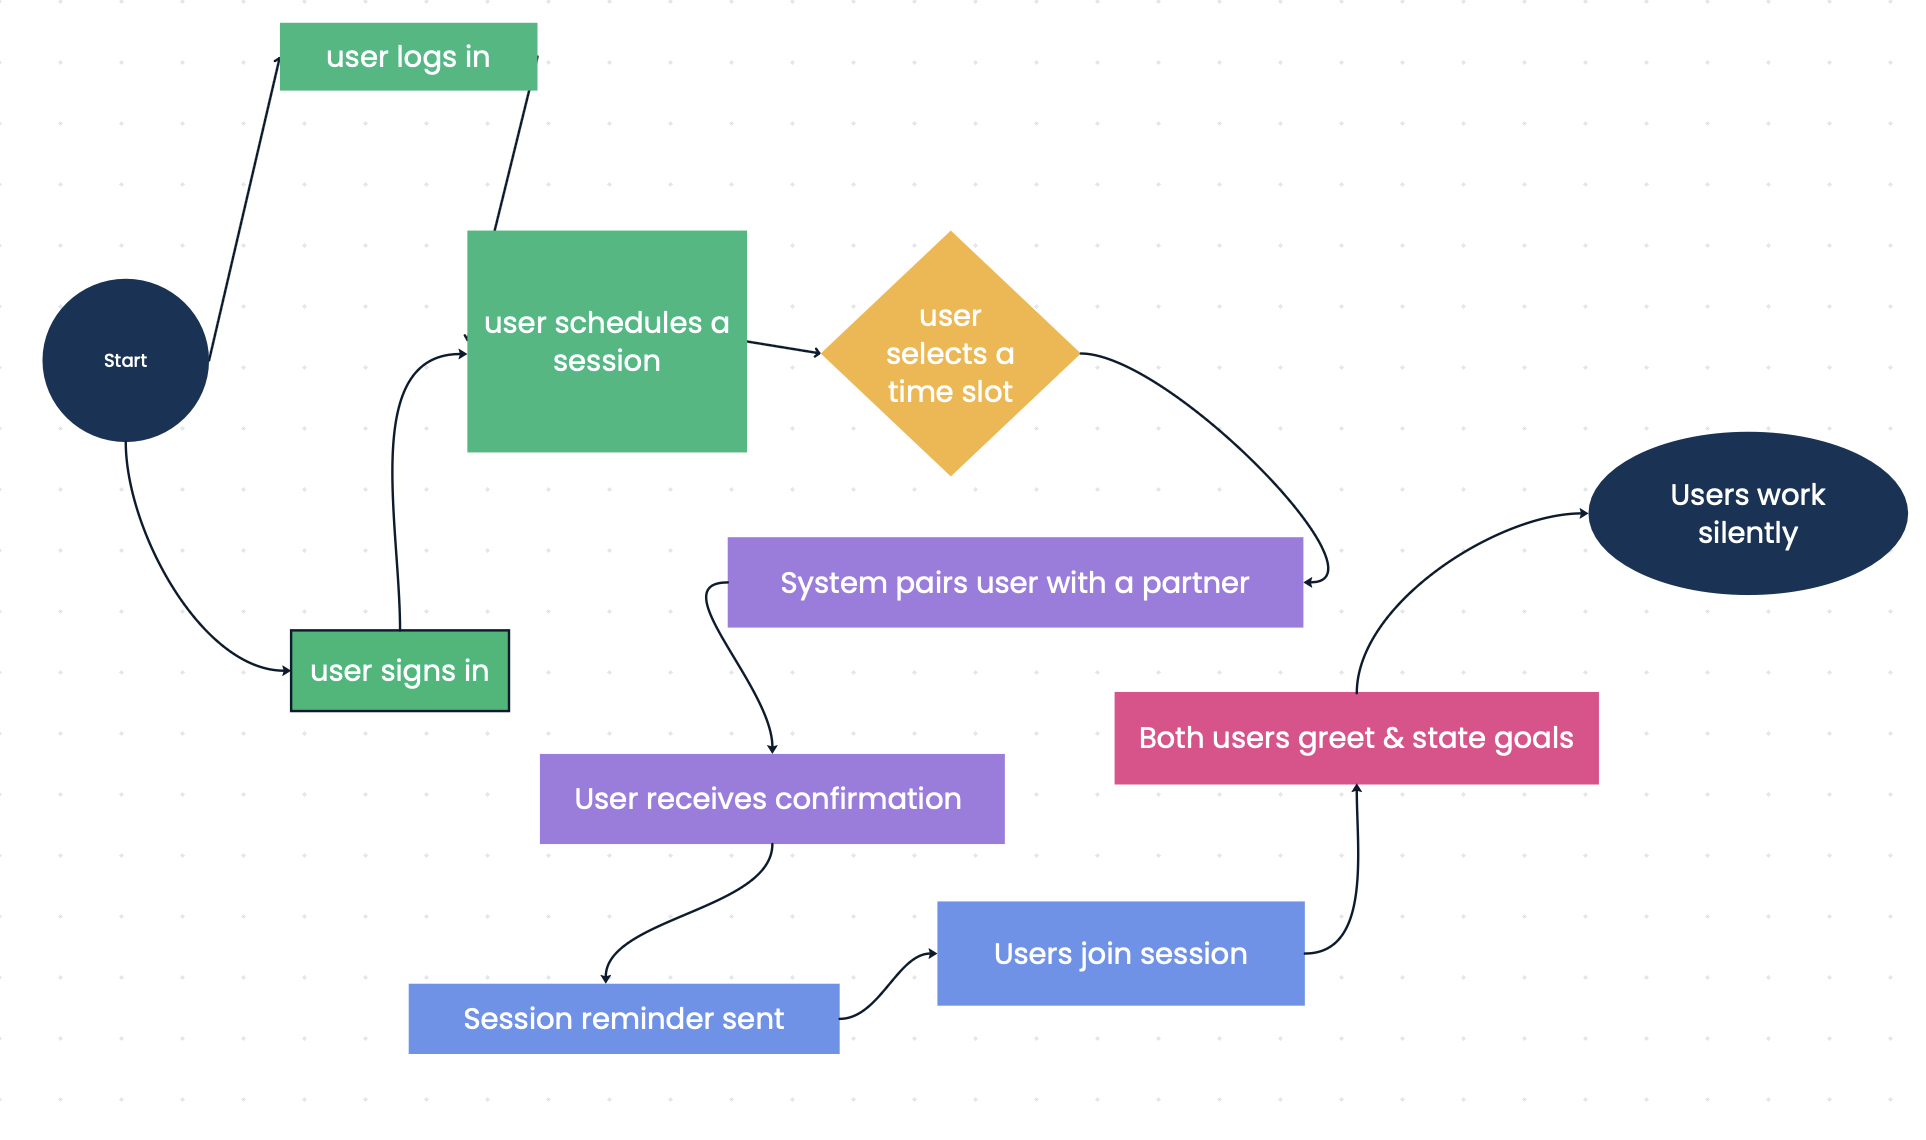 user logs in
Start
user schedules a
session
user
selects a
time slot
user signs in
System pairs user with a partner
User receives confirmation
Session reminder sent
Users join session
Both users greet & state goals
Users work
silently